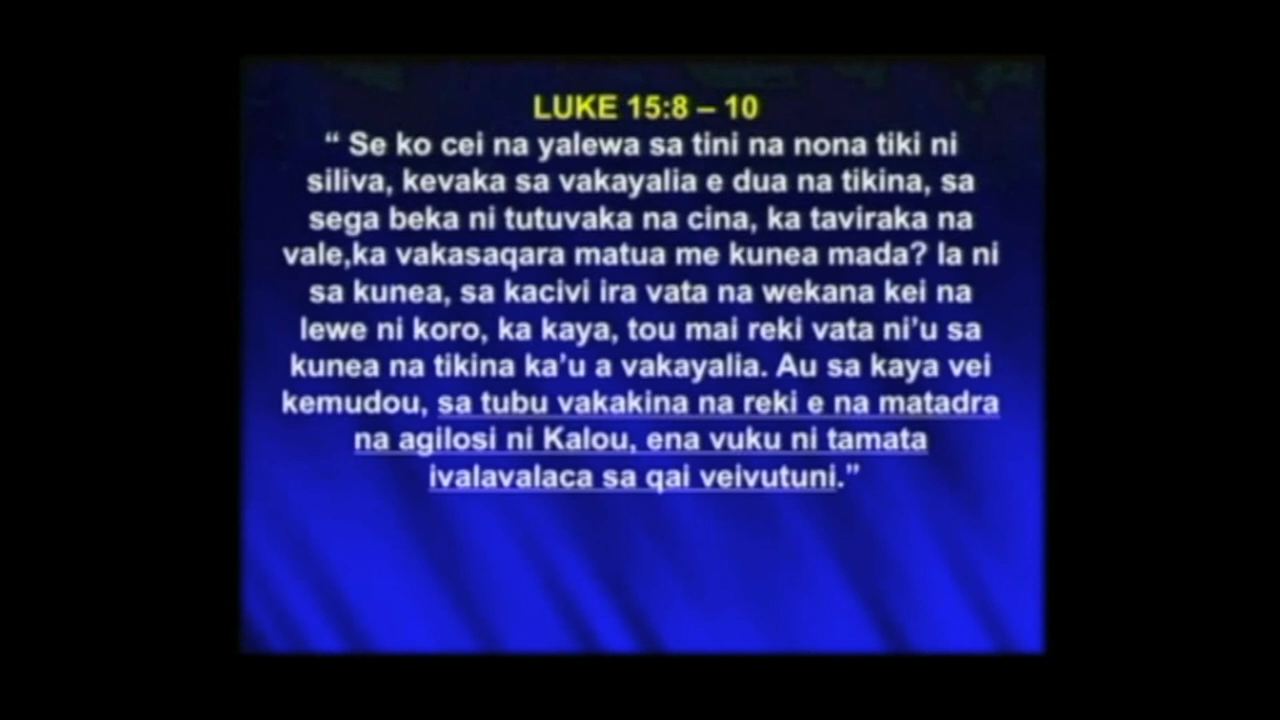 LUKE 15:8 – 10
“ Se ko cei na yalewa sa tini na nona tiki ni
siliva, kevaka sa vakayalia e dua na tikina, sa
sega beka ni tutuvaka na cina, ka taviraka na
vale,ka vakasaqara matua me kunea mada? Ia ni
sa kunea, sa kacivi ira vata na wekana kei na
lewe ni koro, ka kaya, tou mai reki vata ni’u sa
kunea na tikina ka’u a vakayalia. Au sa kaya vei
kemudou, sa tubu vakakina na reki e na matadra
na agilosi ni Kalou, ena vuku ni tamata
ivalavalaca sa qai veivutuni.”